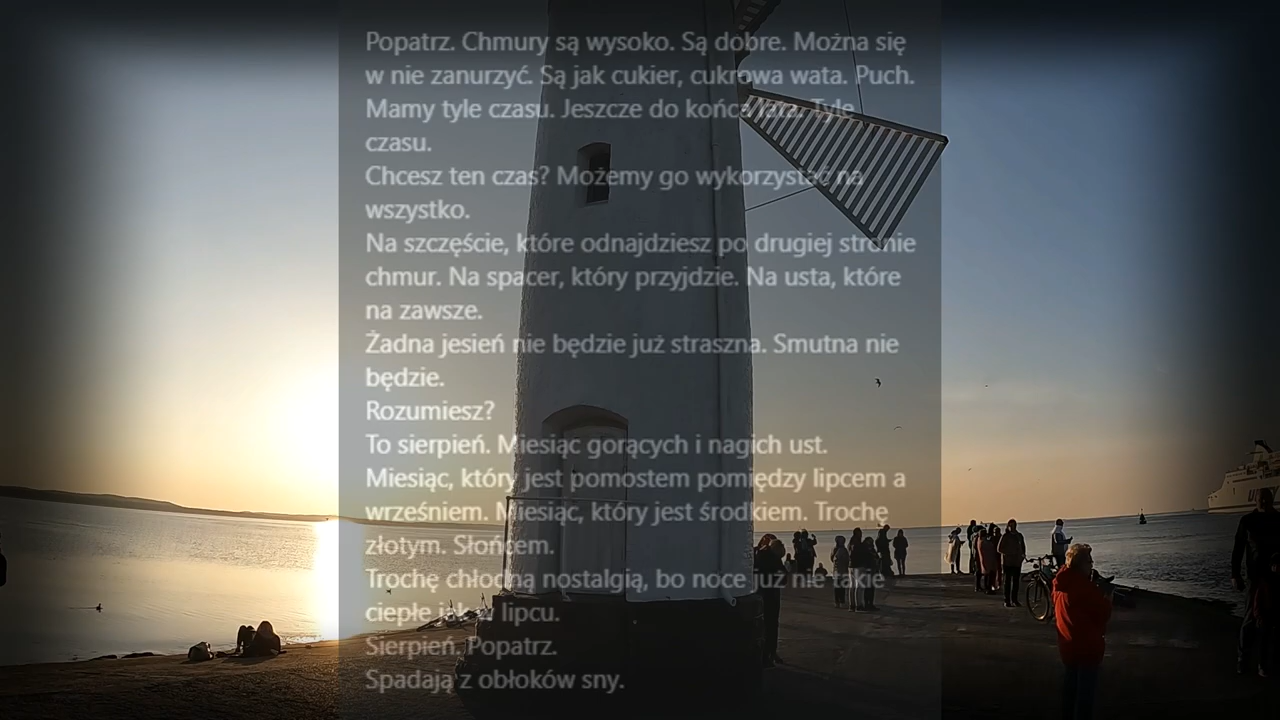 Popatrz. Chmury są wysoko. Są dobre. Można się
w nie zanurzyć. Są jak cukier, cukrowa wata. Puch.
Mamy tyle czasu. Jeszcze do końca lata. Tyle
czasu.
Chcesz ten czas? Możemy go wykorzystać na
wszystko.
Na szczęście, które odnajdziesz po drugiej stronie
chmur. Na spacer, który przyjdzie. Na usta, które
na zawsze.
Żadna jesień nie będzie już straszna. Smutna nie
będzie.
Rozumiesz?
To sierpień. Miesiąc gorących i nagich ust.
Miesiąc, który jest pomostem pomiędzy lipcem a
wrześniem. Miesiąc, który jest środkiem. Trochę
złotym. Słońcem.
Trochę chłodną nostalgią, bo noce już nie takie
ciepłe jak w lipcu.
Sierpień. Popatrz.
Spadają z obłoków sny.